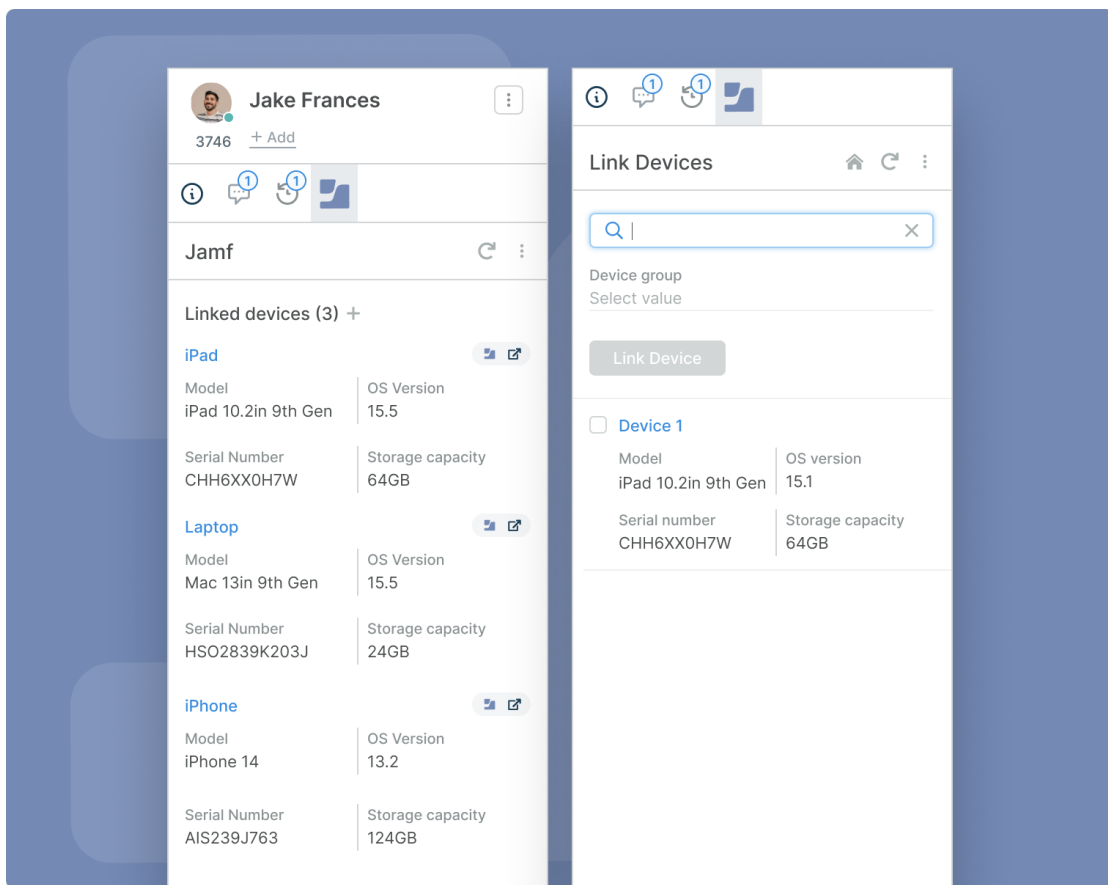 Jake Frances
3746
+ Add
1
1
Jamf
Linked devices (3) +
iPad
Model
iPad 10.2in 9th Gen
OS Version
15.5
Serial Number
CHH6XX0H7W
Storage capacity
64GB
Laptop
Model
Mac 13in 9th Gen
OS Version
15.5
Serial Number
HSO2839K203J
Storage capacity
24GB
iPhone
Model
iPhone 14
OS Version
13.2
Serial Number
AIS239J763
Storage capacity
124GB
1
1
Link Devices
Device group
Select value
Link Device
Device 1
Model
iPad 10.2in 9th Gen
OS version
15.1
Serial number
CHH6XX0H7W
Storage capacity
64GB